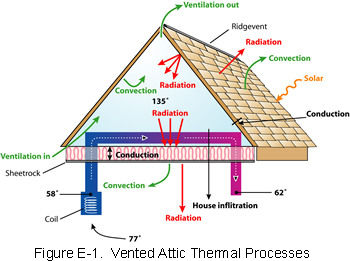 Ventilation out
Ridgevent
Radiation
Convection
Solar
Convection
Radiation
135°
Radiation
Conduction
Ventilation in
Conduction
Sheetrock
Convection
58°
62°
House inflitration
Coil
Radiation
77°
Figure E-1. Vented Attic Thermal Processes